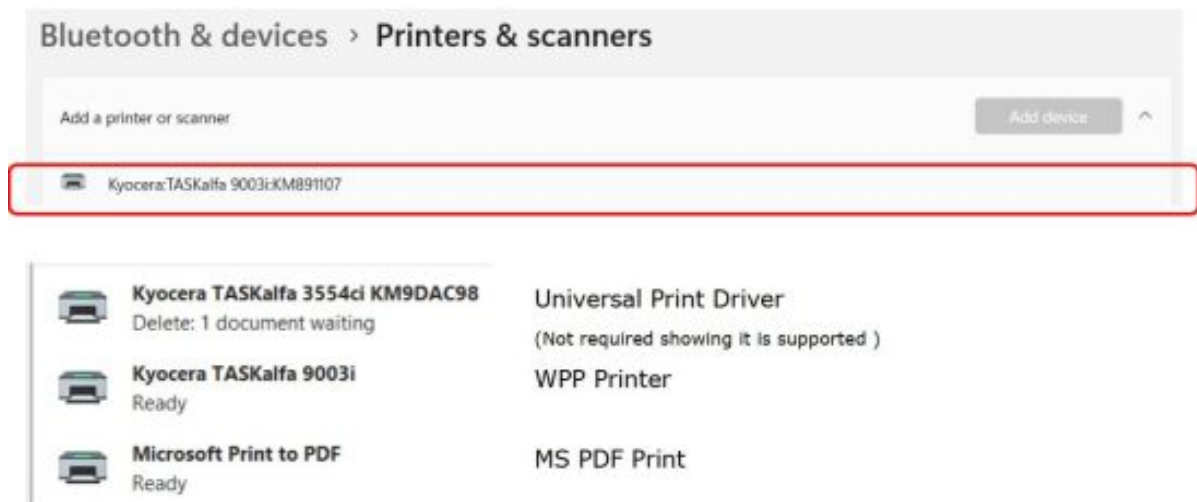 Bluetooth & devices > Printers & scanners
Add a printer or scanner Add device
Kyocera:TASKalfa 9003i:KM891107
Kyocera TASKalfa 3554ci KM9DAC98 Universal Print Driver
Delete: 1 document waiting (Not required showing it is supported )
Kyocera TASKalfa 9003i WPP Printer
Ready
Microsoft Print to PDF MS PDF Print
Ready